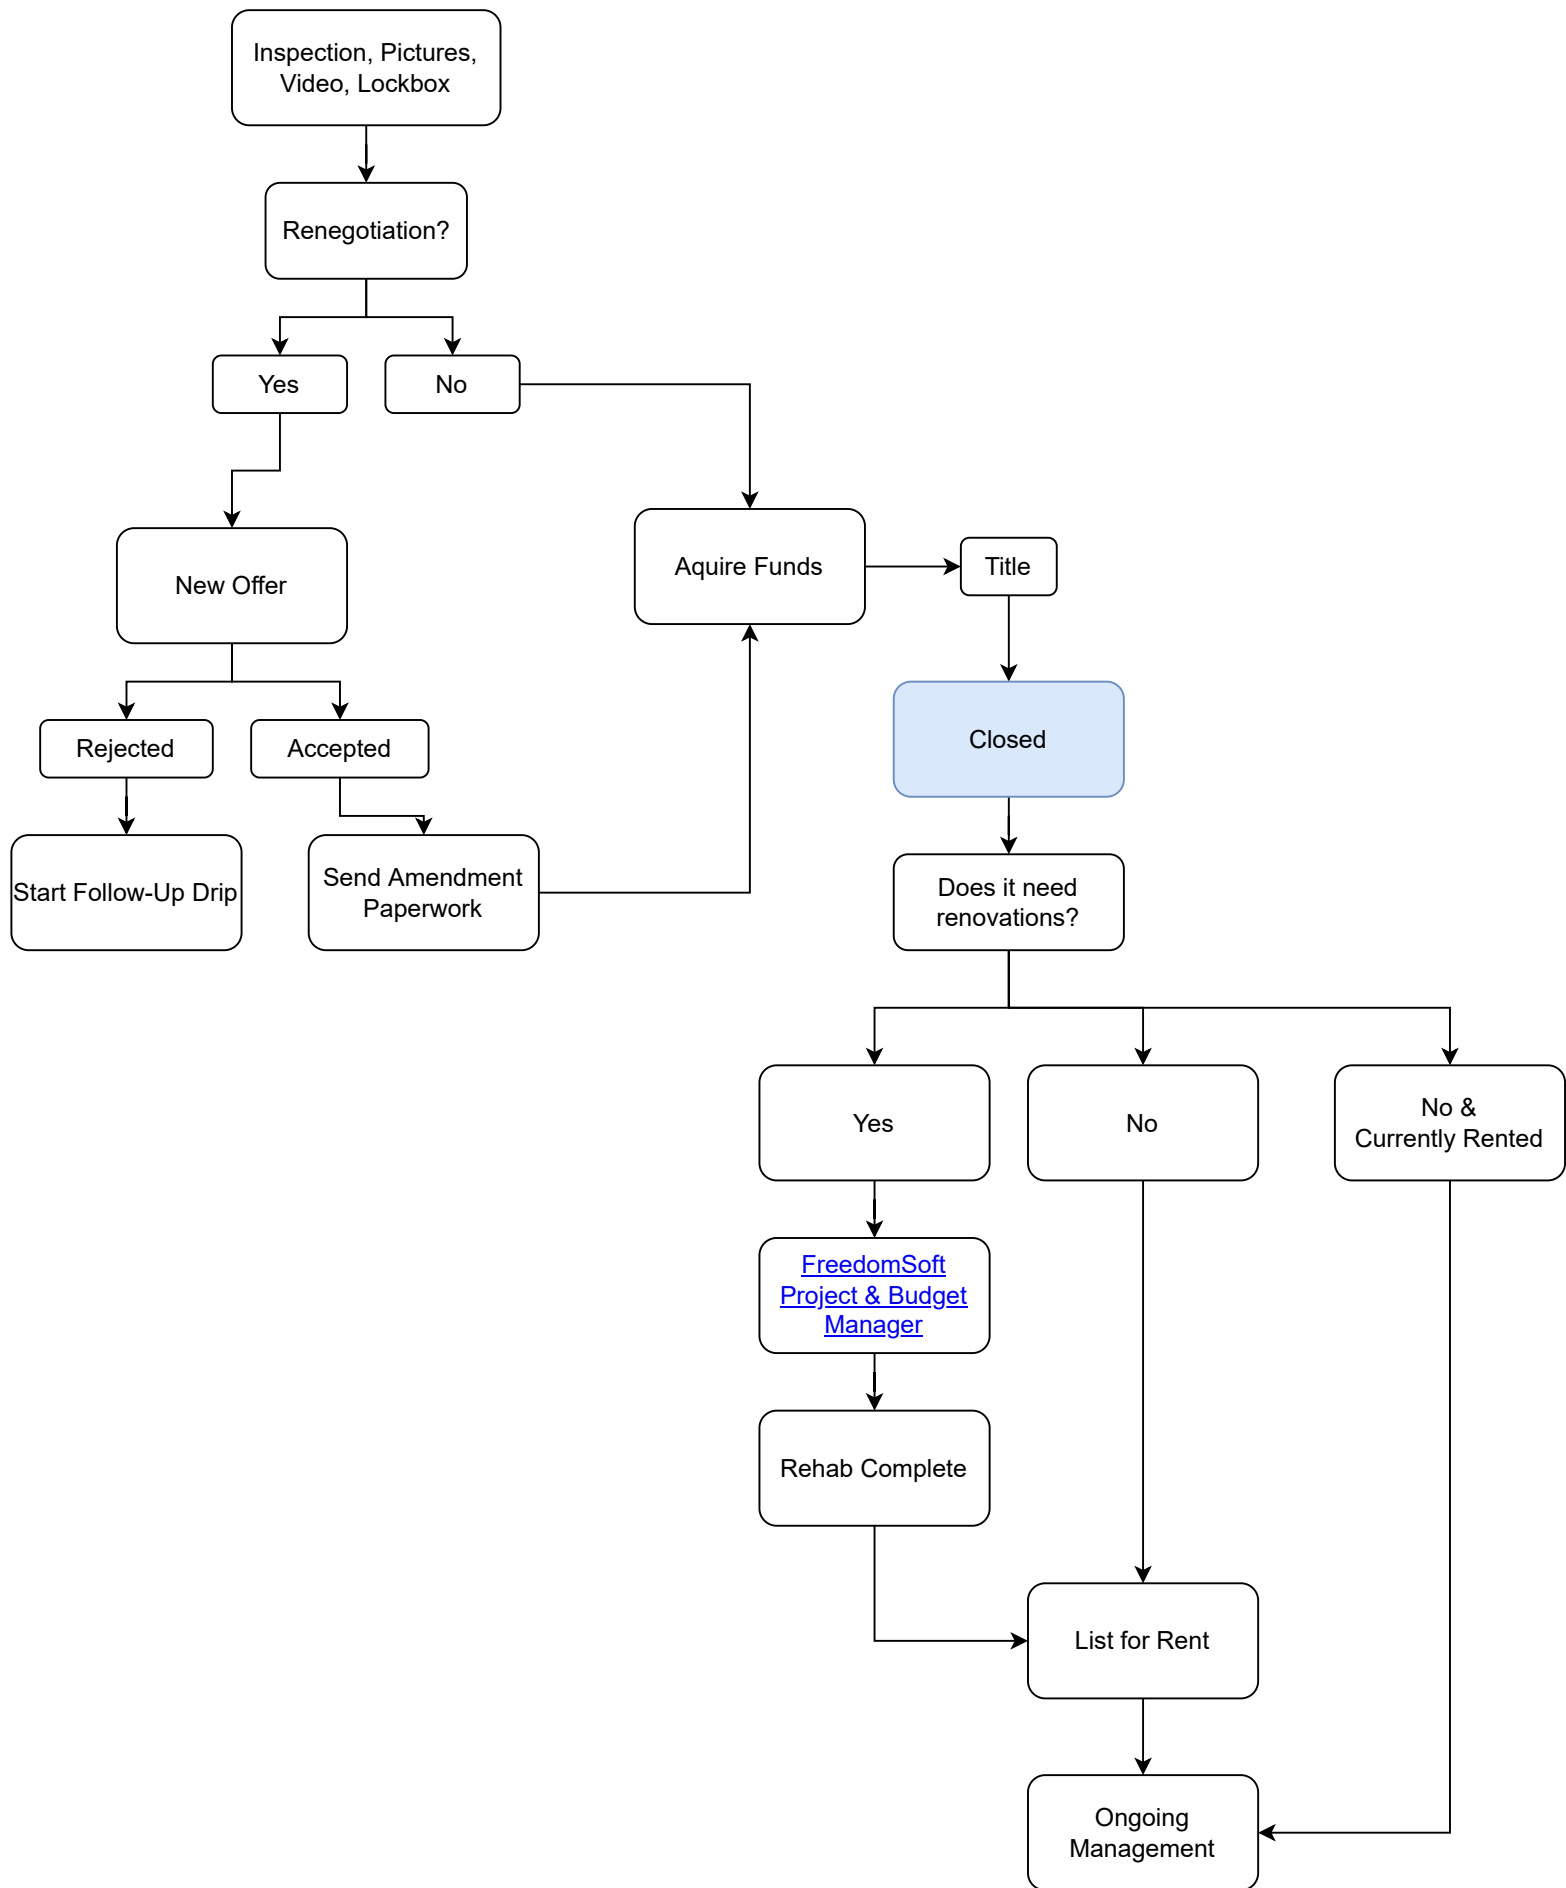 Inspection, Pictures,
Video, Lockbox
Renegotiation?
Yes
No
New Offer
Aquire Funds
Title
Rejected
Accepted
Closed
Start Follow-Up Drip
Send Amendment
Paperwork
Does it need
renovations?
Yes
No
No &
Currently Rented
FreedomSoft
Project & Budget
Manager
Rehab Complete
List for Rent
Ongoing
Management